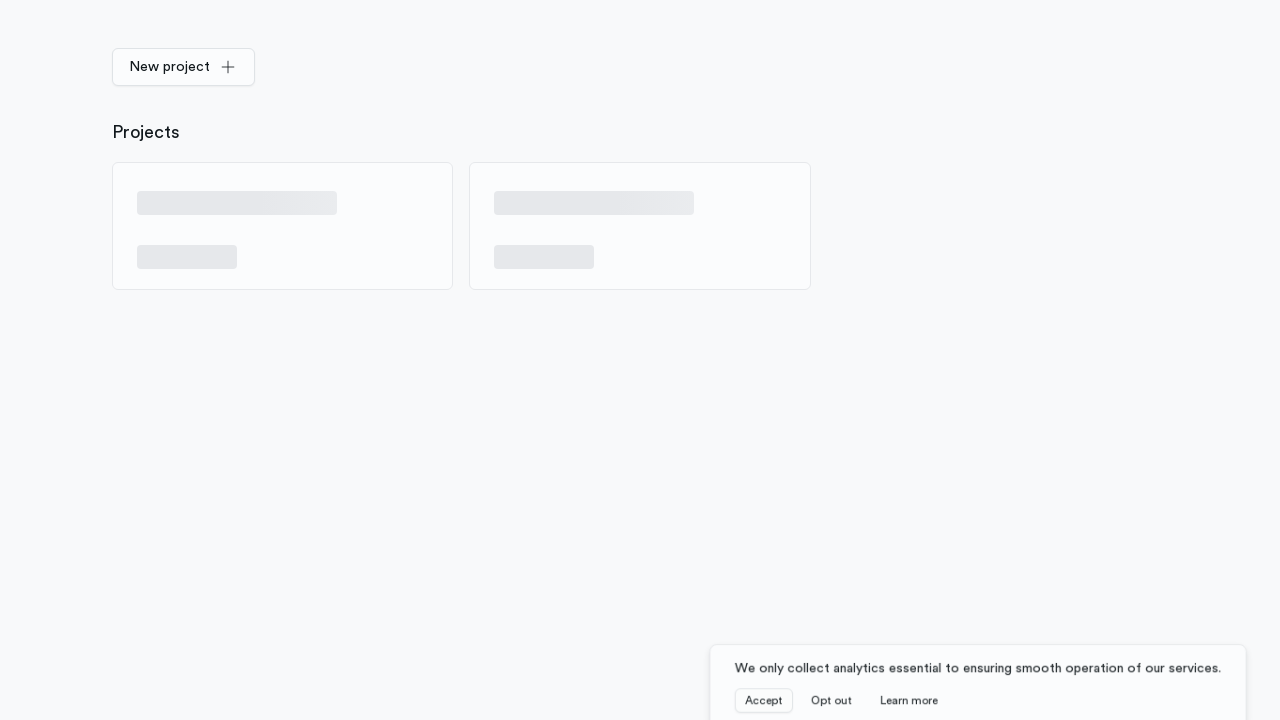 New project
Projects
We only collect analytics essential to ensuring smooth operation of our services.
Accept Opt out Learn more